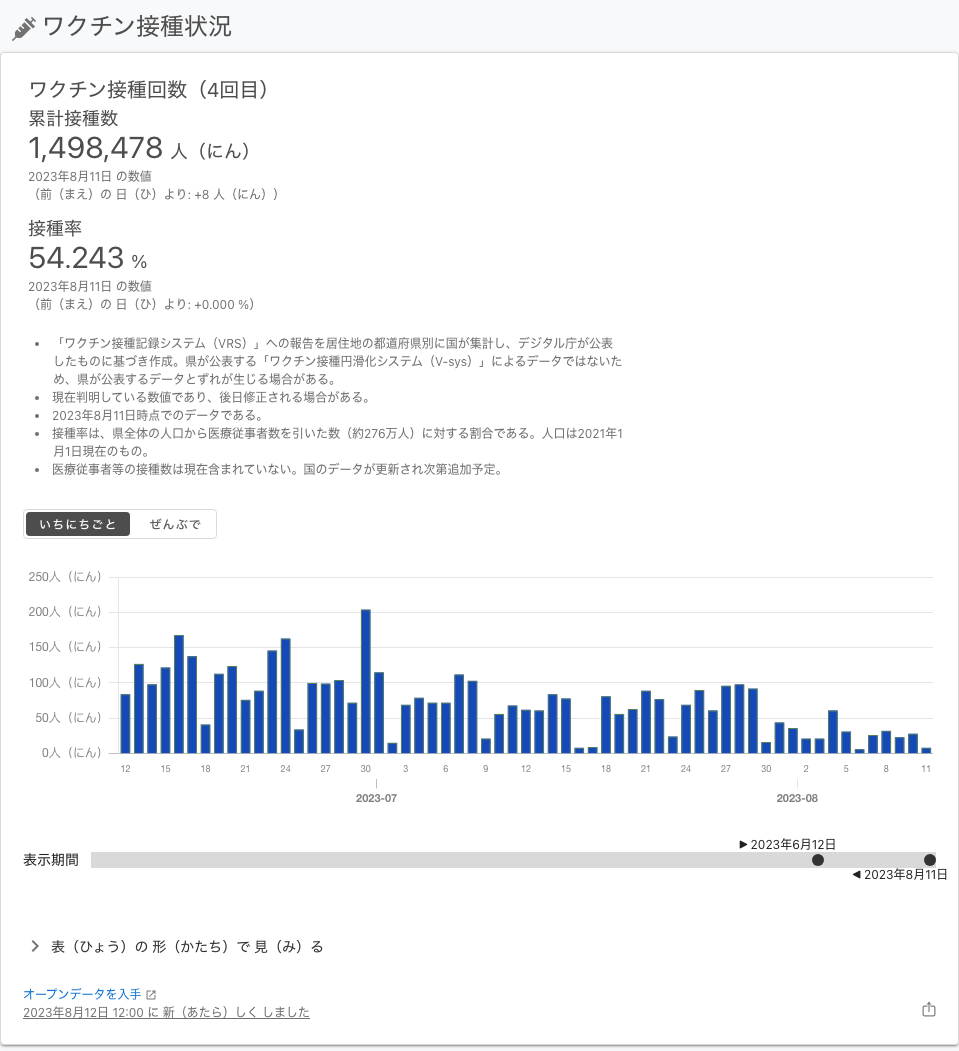 ワクチン接種状況
ワクチン接種回数（4回目）
累計接種数
1,498,478 人（にん）
2023年8月11日 の数値
（前（まえ）の 日（ひ）より: +8 人（にん））
接種率
54.243 %
2023年8月11日 の数値
（前（まえ）の 日（ひ）より: +0.000 %）
• 「ワクチン接種記録システム（VRS）」への報告を居住地の都道府県別に国が集計し、デジタル庁が公表
したものに基づき作成。県が公表する「ワクチン接種円滑化システム（V-sys）」によるデータではないた
め、県が公表するデータとずれが生じる場合がある。
• 現在判明している数値であり、後日修正される場合がある。
• 2023年8月11日時点でのデータである。
• 接種率は、県全体の人口から医療従事者数を引いた数（約276万人）に対する割合である。人口は2021年1
月1日現在のもの。
• 医療従事者等の接種数は現在含まれていない。国のデータが更新され次第追加予定。
いちにちごと ぜんぶで
250人（にん）
200人（にん）
150人（にん）
100人（にん）
50人（にん）
0人（にん）
12 15 18 21 24 27 30 3 6 9 12 15 18 21 24 27 30 2 5 8 11
2023-07 2023-08
▶ 2023年6月12日
表示期間
◀ 2023年8月11日
表（ひょう）の 形（かたち）で 見（み）る
オープンデータを入手
2023年8月12日 12:00 に 新（あたら）しく しました